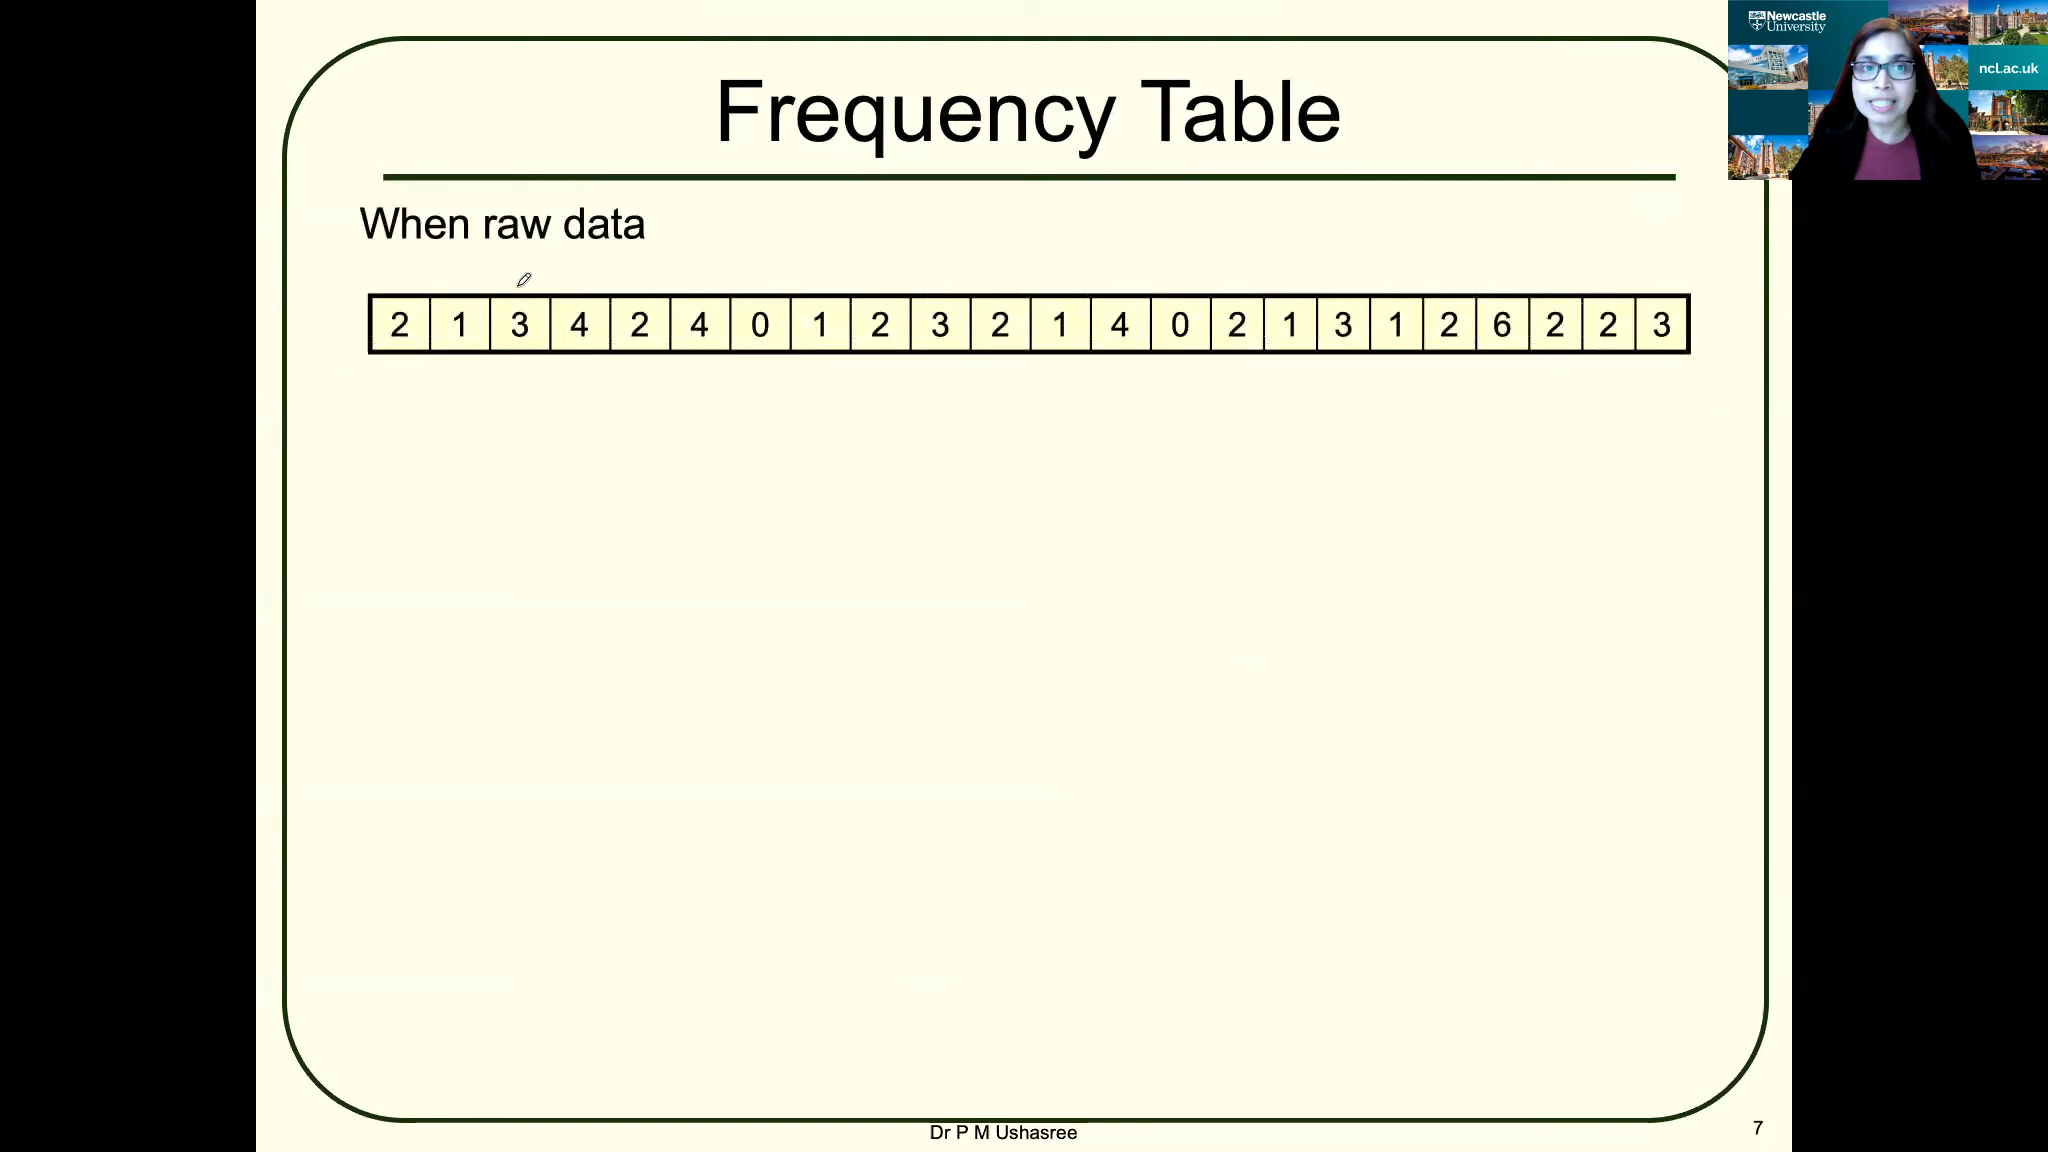 Newcastle
University
ncl.ac.uk
Frequency Table
When raw data
2 1 3 4 2 4 0 1 2 3 2 1 4 0 2 1 3 1 2 6 2 2 3
Dr P M Ushasree
7